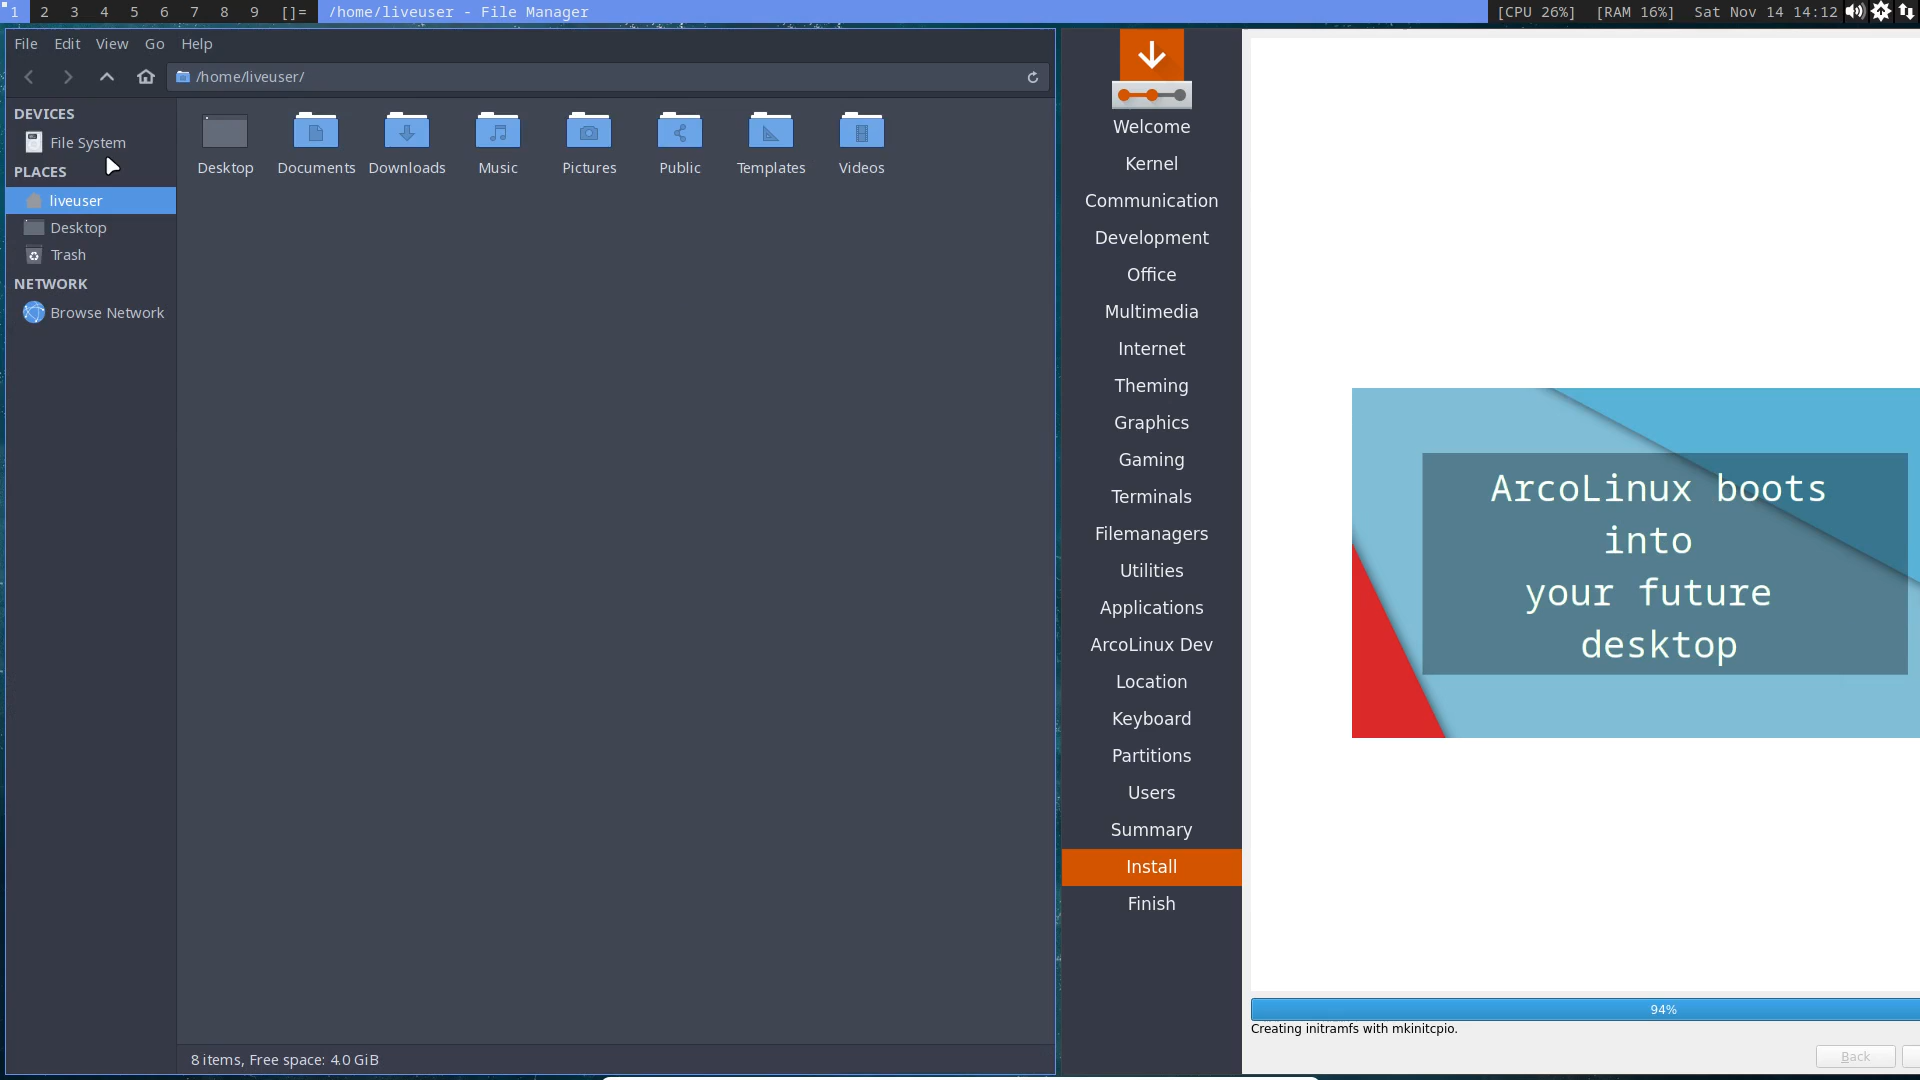 1 2 3 4 5 6 7 8 9 []= /home/liveuser - File Manager [CPU 26%] [RAM 16%] Sat Nov 14 14:12
File Edit View Go Help
/home/liveuser/
DEVICES
File System
PLACES
liveuser
Desktop
Trash
NETWORK
Browse Network
Desktop Documents Downloads Music Pictures Public Templates Videos
8 items, Free space: 4.0 GiB
Welcome
Kernel
Communication
Development
Office
Multimedia
Internet
Theming
Graphics
Gaming
Terminals
Filemanagers
Utilities
Applications
ArcoLinux Dev
Location
Keyboard
Partitions
Users
Summary
Install
Finish
ArcoLinux boots
into
your future
desktop
94%
Creating initramfs with mkinitcpio.
Back